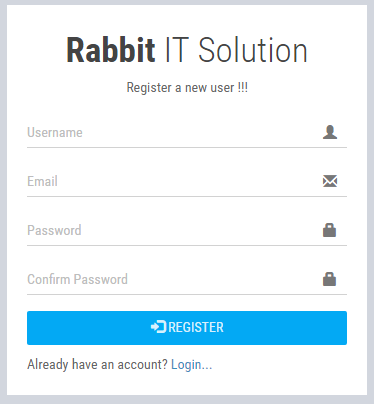 Rabbit IT Solution
Register a new user !!!
Username
Email
Password
Confirm Password
REGISTER
Already have an account? Login...